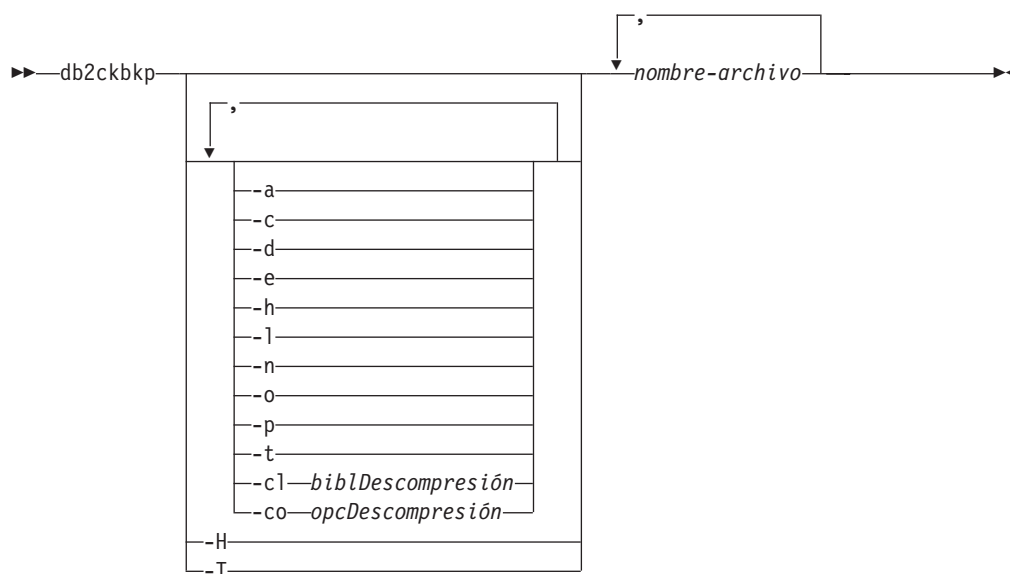 ,
db2ckbkp nombre-archivo
,
-a
-c
-d
-e
-h
-l
-n
-o
-p
-t
-cl biblDescompresión
-co opcDescompresión
-H
-T